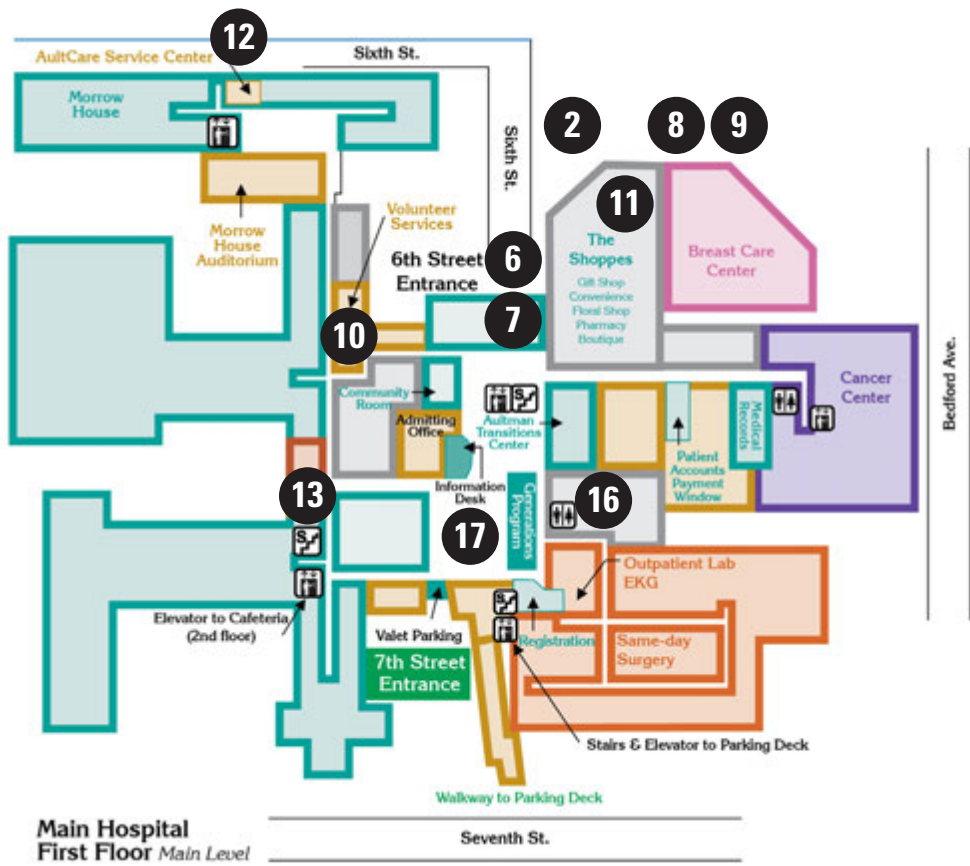 12
Sixth St.
AultCare Service Center
Morrow
House
2
8
9
Sixth St.
11
Volunteer
Services
Morrow
House
Auditorium
6th Street
Entrance
6
The
Shoppes
Gift Shop
Convenience
Floral Shop
Pharmacy
Boutique
Breast Care
Center
7
10
Bedford Ave.
Community
Room
Cancer
Center
S
Admitting
Office
Aultman
Transitions
Center
Medical
Records
Patient
Accounts
Payment
Window
Information
Desk
Generations
Program
13
16
17
S
Outpatient Lab
EKG
Elevator to Cafeteria
(2nd floor)
S
Valet Parking
Registration
Same-day
Surgery
7th Street
Entrance
Stairs & Elevator to Parking Deck
Walkway to Parking Deck
Main Hospital
First Floor Main Level
Seventh St.